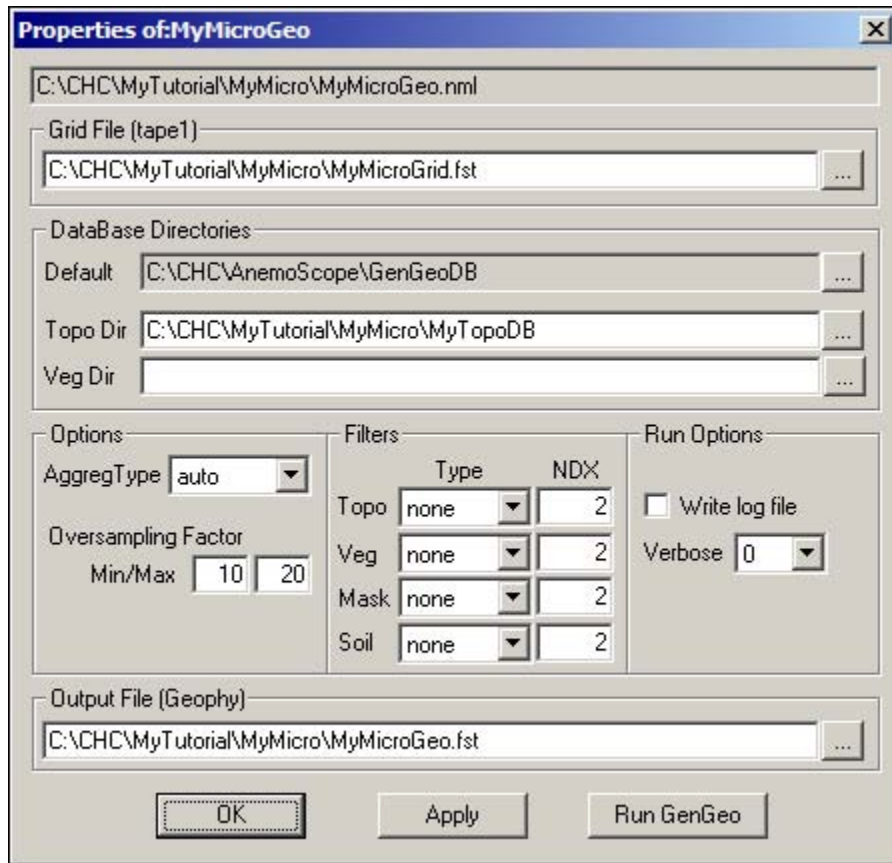 Properties of:MyMicroGeo
C:\CHC\MyTutorial\MyMicro\MyMicroGeo.nml
Grid File (tape1)
C:\CHC\MyTutorial\MyMicro\MyMicroGrid.fst
...
DataBase Directories
Default C:\CHC\AnemoScope\GenGeoDB ...
Topo Dir C:\CHC\MyTutorial\MyMicro\MyTopoDB ...
Veg Dir ...
Options
AggregType auto
Oversampling Factor
Min/Max 10 20
Filters
Type NDX
Topo none 2
Veg none 2
Mask none 2
Soil none 2
Run Options
Write log file
Verbose 0
Output File (Geophy)
C:\CHC\MyTutorial\MyMicro\MyMicroGeo.fst ...
OK Apply Run GenGeo